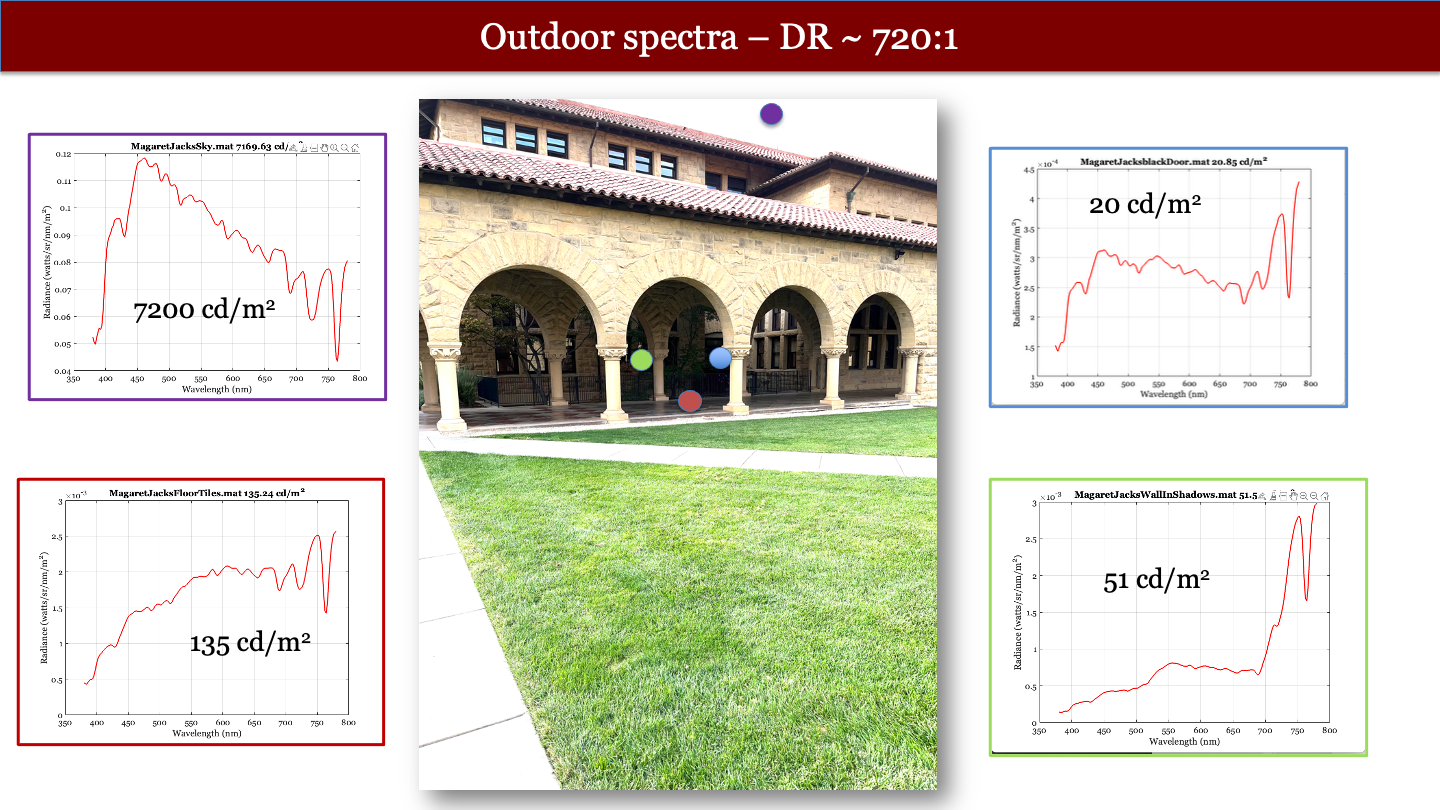 Outdoor spectra – DR ~ 720:1
MagaretJacksSky.mat 7169.63 cd/
0.12
0.11
0.1
0.09
0.08
0.07
0.06
0.05
0.04
Radiance (watts/sr/nm/m²)
7200 cd/m²
350 400 450 500 550 600 650 700 750 800
Wavelength (nm)
MagaretJacksblackDoor.mat 20.85 cd/m²
×10⁻⁴
4.5
4
3.5
3
2.5
2
1.5
1
Radiance (watts/sr/nm/m²)
20 cd/m²
350 400 450 500 550 600 650 700 750 800
Wavelength (nm)
MagaretJacksFloorTiles.mat 135.24 cd/m²
×10⁻³
3
2.5
2
1.5
1
0.5
0
Radiance (watts/sr/nm/m²)
135 cd/m²
350 400 450 500 550 600 650 700 750 800
Wavelength (nm)
MagaretJacksWallInShadows.mat 51.5
×10⁻³
3
2.5
2
1.5
1
0.5
0
Radiance (watts/sr/nm/m²)
51 cd/m²
350 400 450 500 550 600 650 700 750 800
Wavelength (nm)